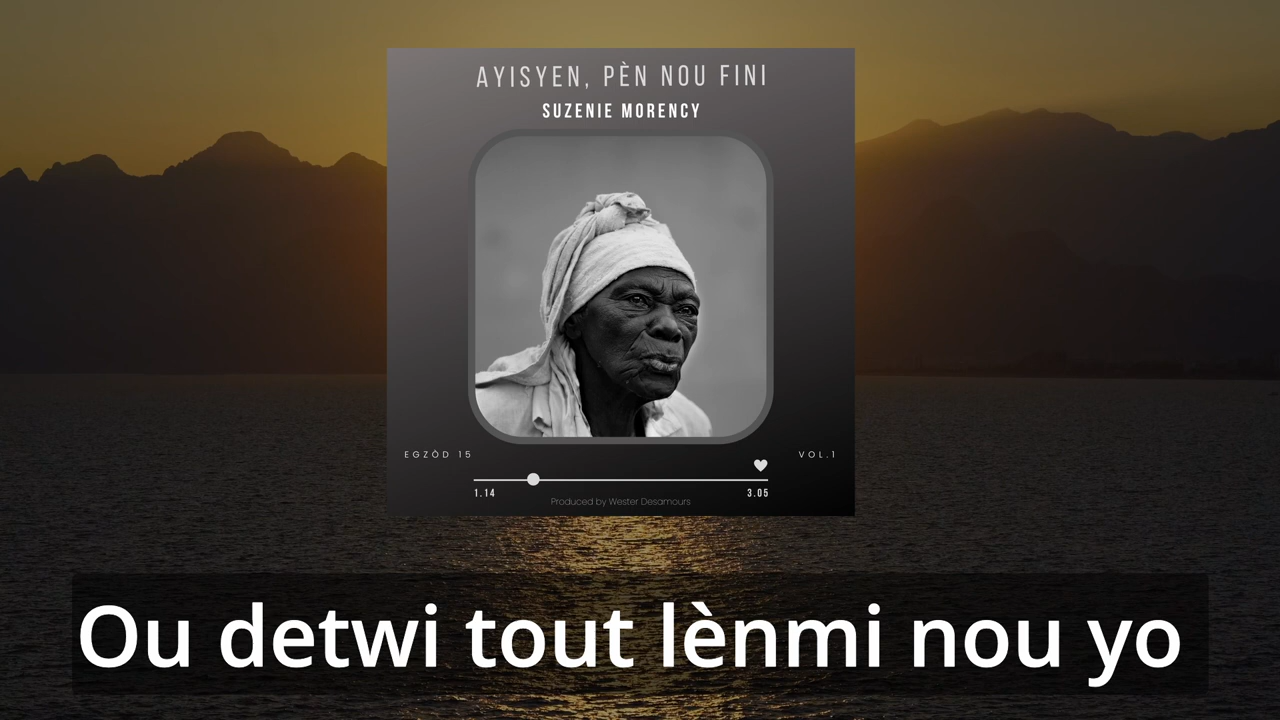 AYISYEN, PÈN NOU FINI
SUZENIE MORENCY
EGZÒD 15
VOL.1
1.14
3.05
Produced by Wester Desamours
Ou detwi tout lènmi nou yo